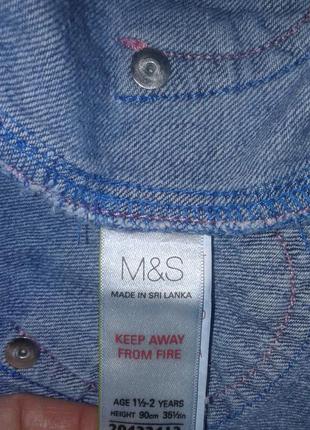 M&S
MADE IN SRI LANKA
KEEP AWAY
FROM FIRE
AGE 1½-2 YEARS
HEIGHT 90cm 35½in